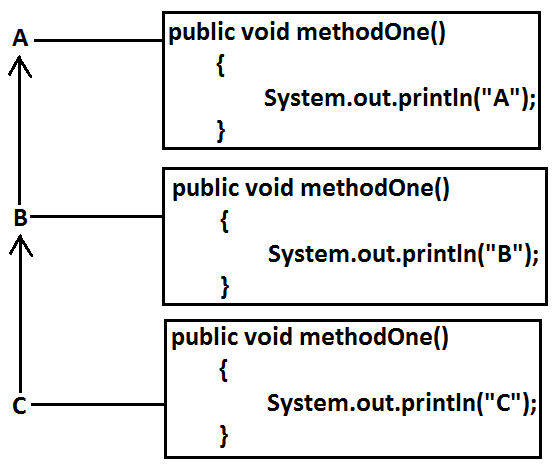 A
public void methodOne()
{
System.out.println("A");
}
B
public void methodOne()
{
System.out.println("B");
}
C
public void methodOne()
{
System.out.println("C");
}